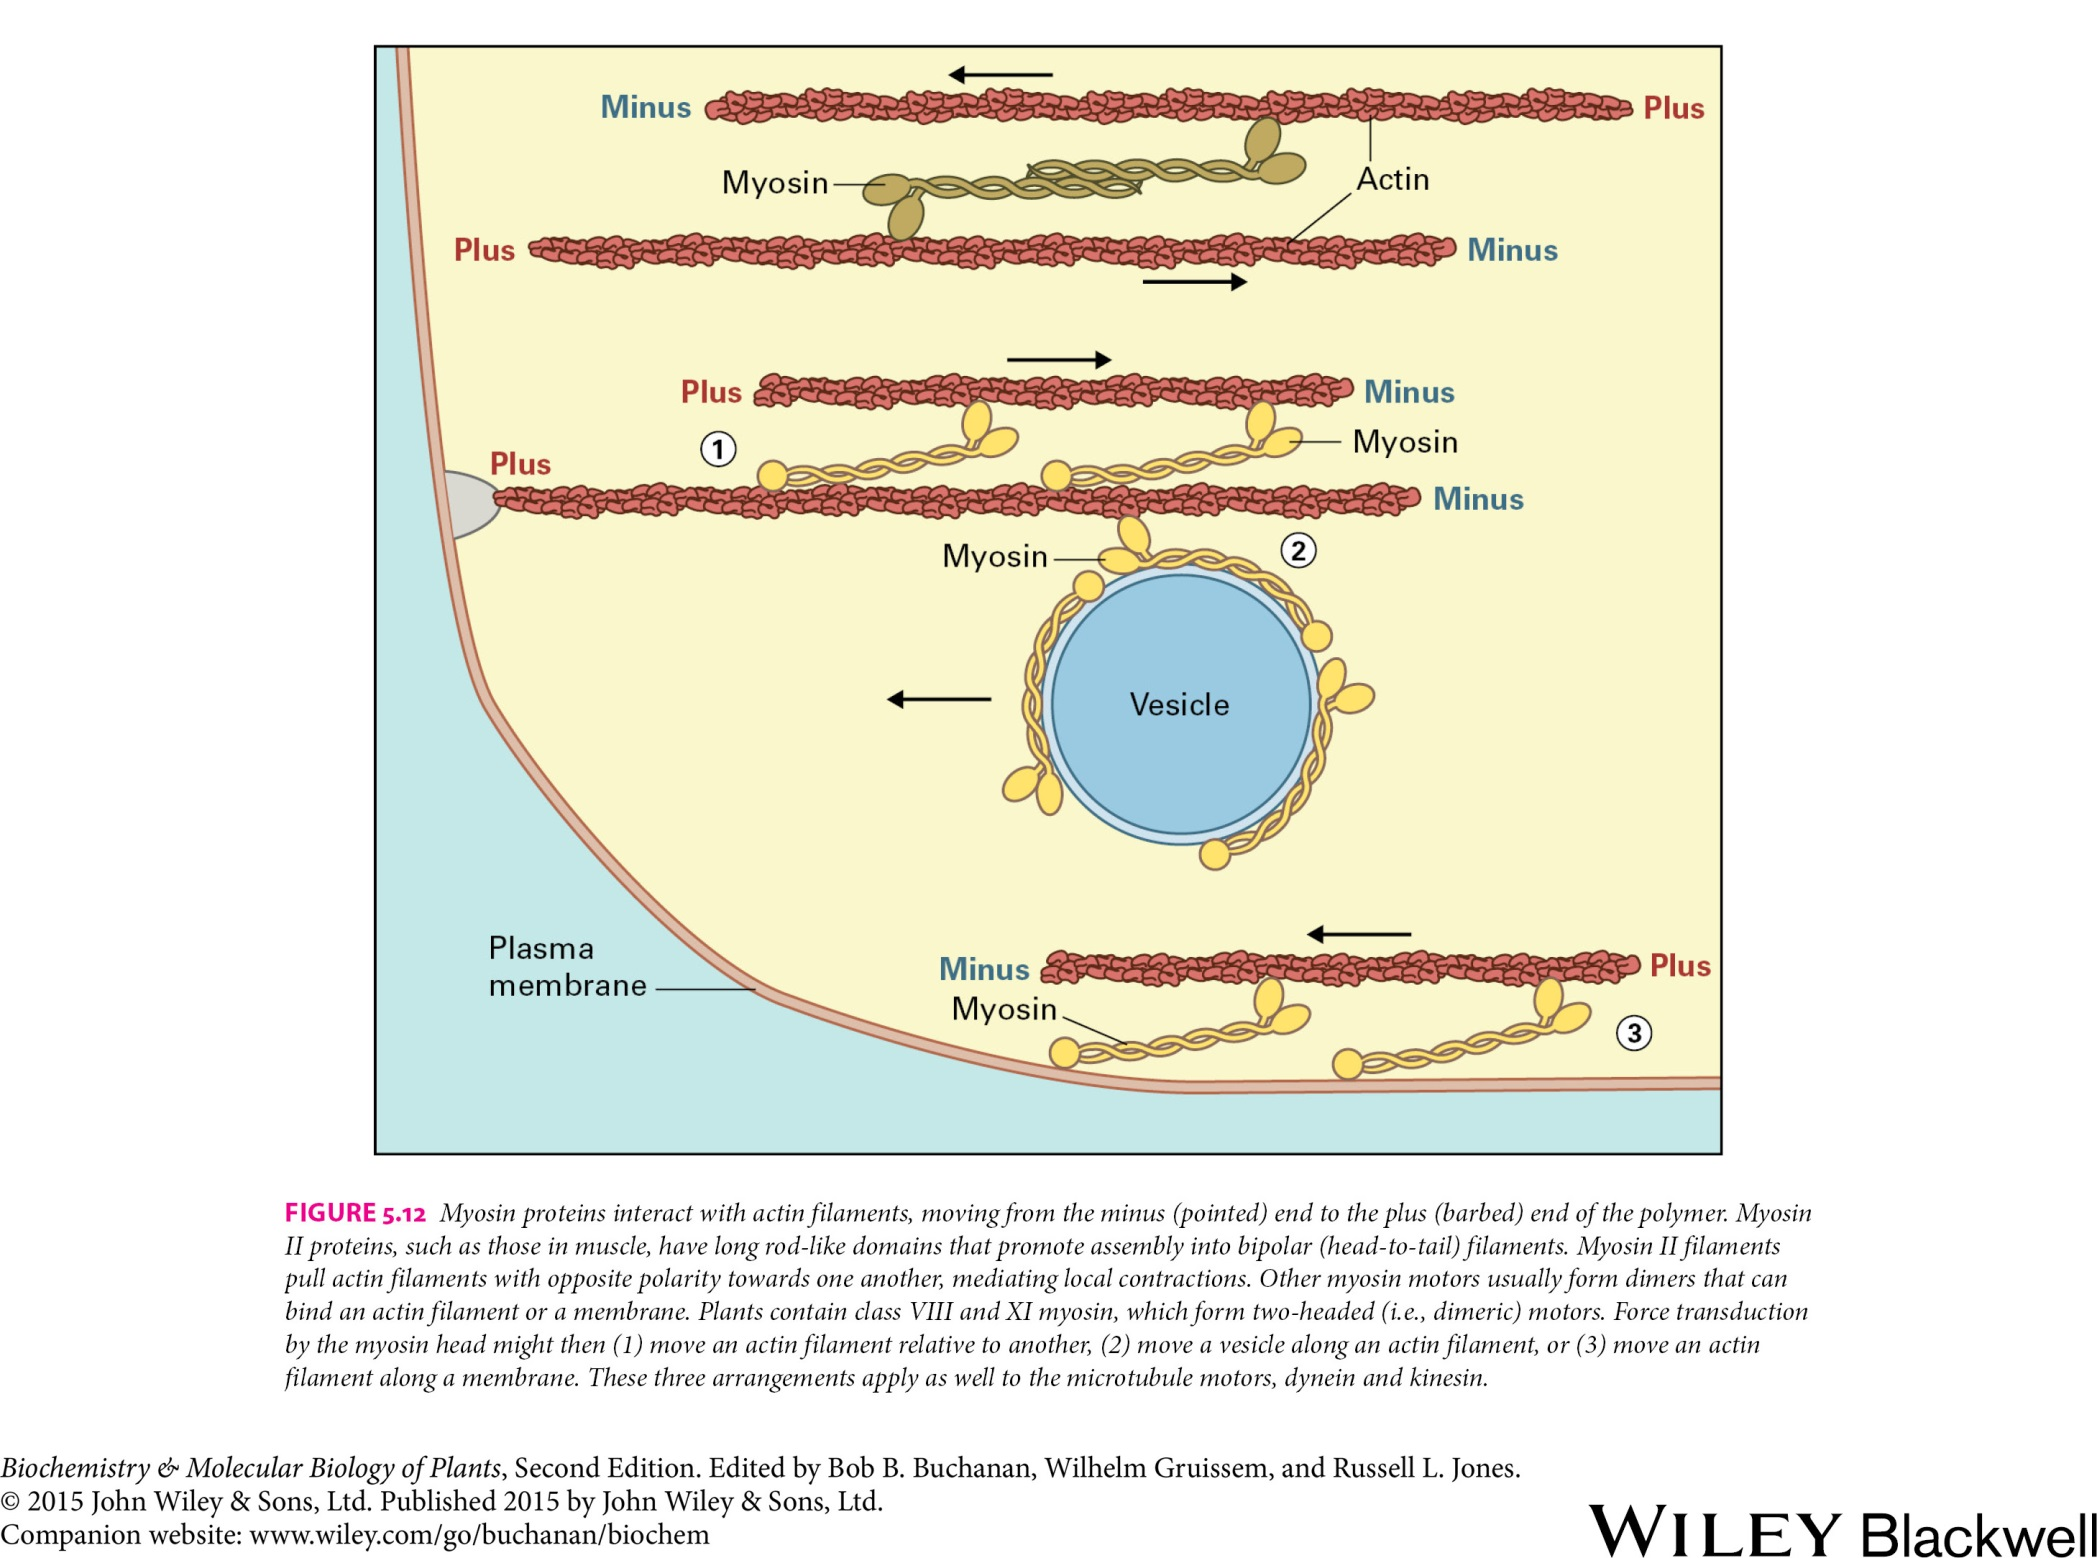 Minus
Plus
Myosin
Actin
Plus
Minus
Plus
Minus
1
Myosin
Plus
Minus
Myosin
2
Vesicle
Plasma
membrane
Minus
Plus
Myosin
3
FIGURE 5.12 Myosin proteins interact with actin filaments, moving from the minus (pointed) end to the plus (barbed) end of the polymer. Myosin
II proteins, such as those in muscle, have long rod-like domains that promote assembly into bipolar (head-to-tail) filaments. Myosin II filaments
pull actin filaments with opposite polarity towards one another, mediating local contractions. Other myosin motors usually form dimers that can
bind an actin filament or a membrane. Plants contain class VIII and XI myosin, which form two-headed (i.e., dimeric) motors. Force transduction
by the myosin head might then (1) move an actin filament relative to another, (2) move a vesicle along an actin filament, or (3) move an actin
filament along a membrane. These three arrangements apply as well to the microtubule motors, dynein and kinesin.
Biochemistry & Molecular Biology of Plants, Second Edition. Edited by Bob B. Buchanan, Wilhelm Gruissem, and Russell L. Jones.
© 2015 John Wiley & Sons, Ltd. Published 2015 by John Wiley & Sons, Ltd.
Companion website: www.wiley.com/go/buchanan/biochem
WILEY Blackwell